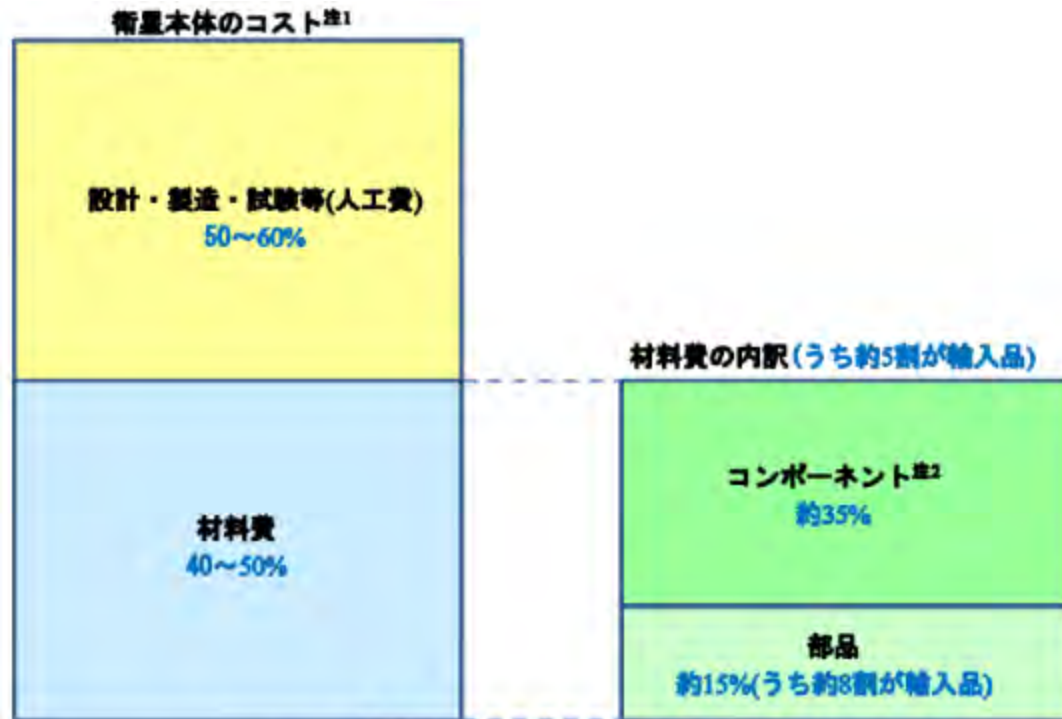 衛星本体のコスト注1
設計・製造・試験等(人工費)
50～60%
材料費
40～50%
材料費の内訳(うち約5割が輸入品)
コンポーネント注2
約35%
部品
約15%(うち約8割が輸入品)